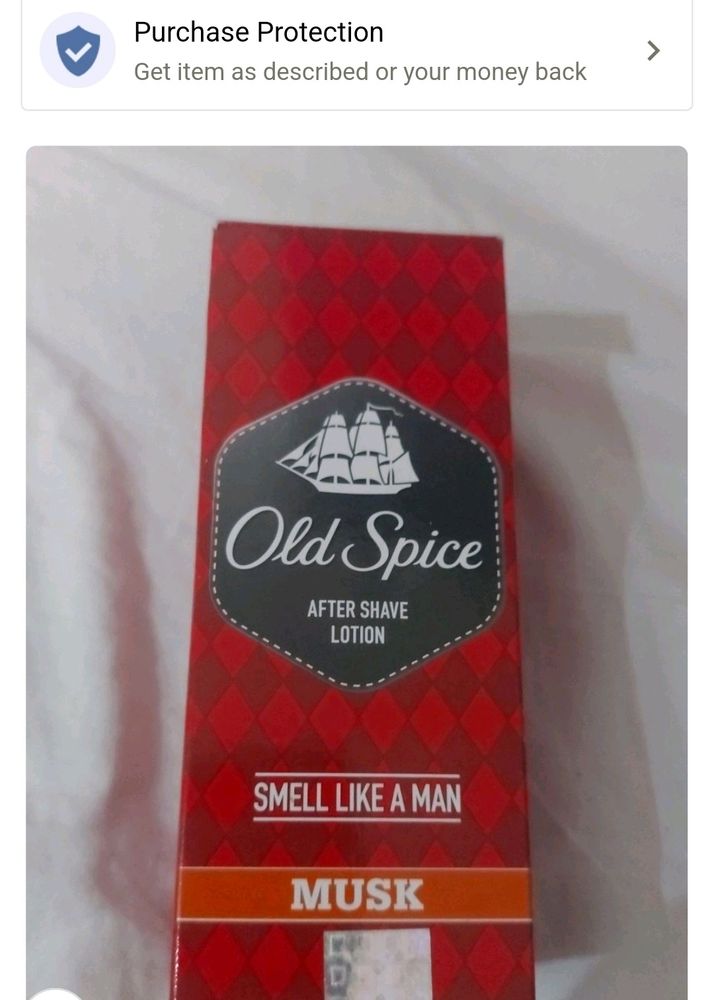 Purchase Protection
Get item as described or your money back
Old Spice
AFTER SHAVE
LOTION
SMELL LIKE A MAN
MUSK